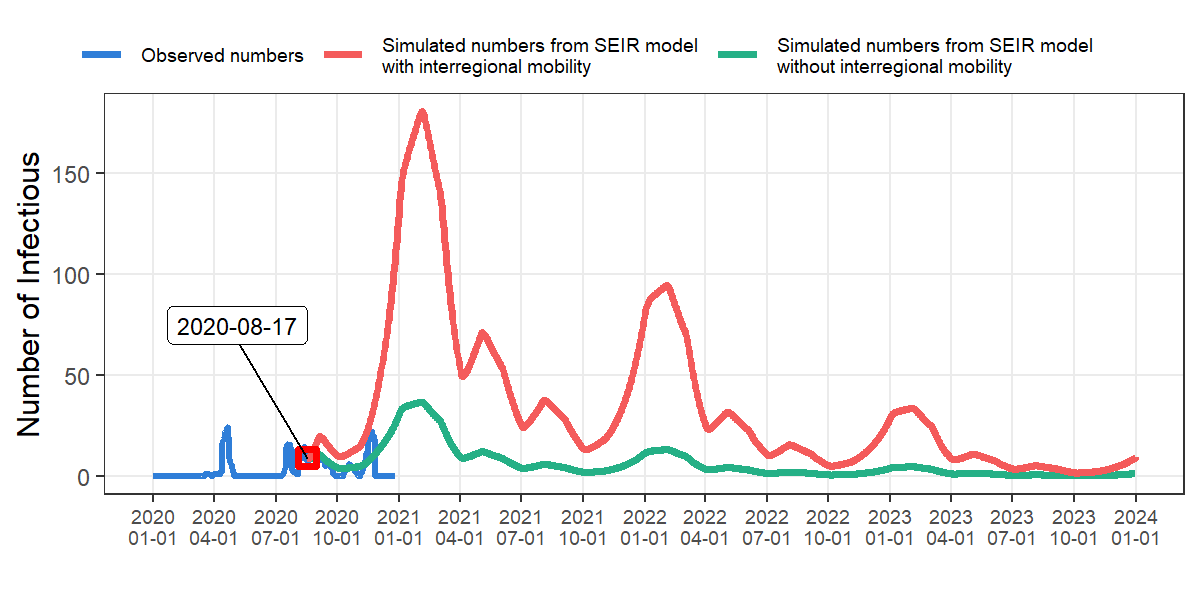 Observed numbers
Simulated numbers from SEIR model
with interregional mobility
Simulated numbers from SEIR model
without interregional mobility
Number of Infectious
150
100
50
0
2020-08-17
2020 2020 2020 2020 2021 2021 2021 2021 2022 2022 2022 2022 2023 2023 2023 2023 2024
01-01 04-01 07-01 10-01 01-01 04-01 07-01 10-01 01-01 04-01 07-01 10-01 01-01 04-01 07-01 10-01 01-01